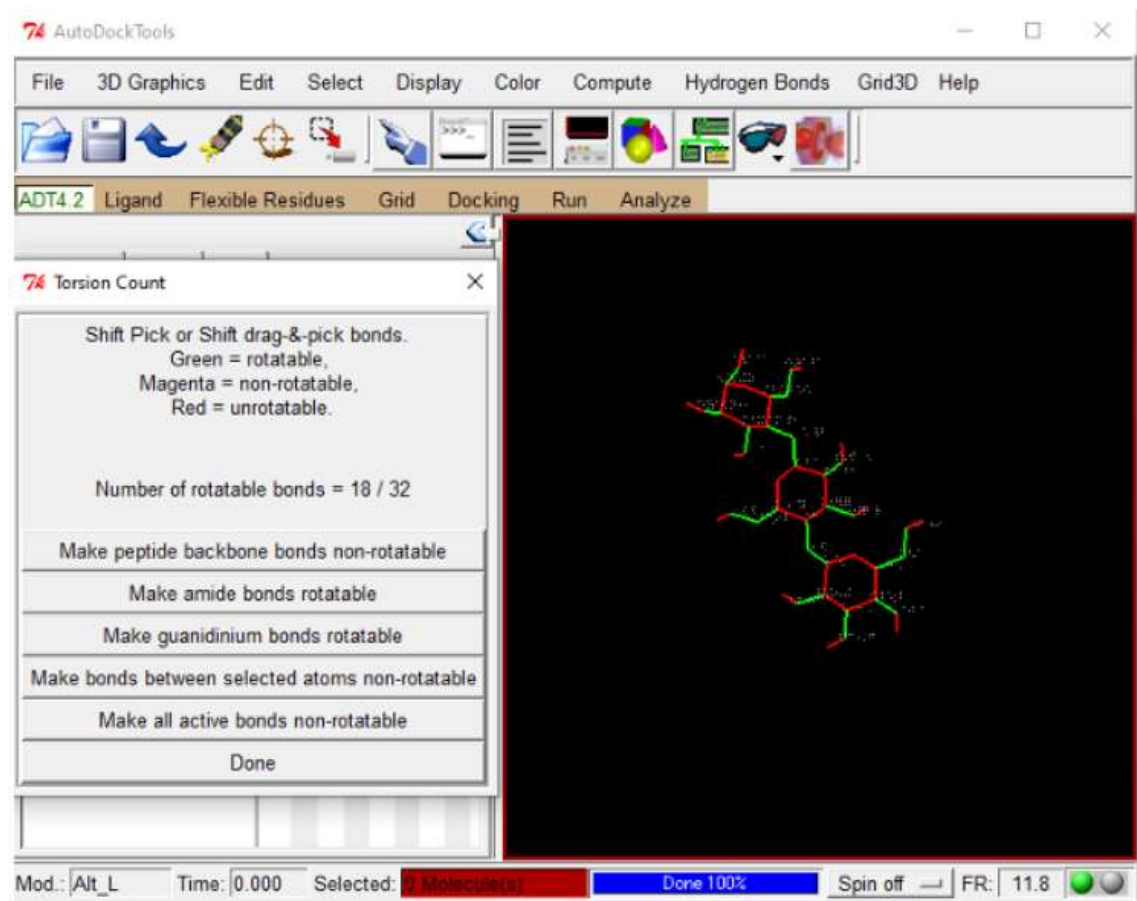 AutoDockTools
File 3D Graphics Edit Select Display Color Compute Hydrogen Bonds Grid3D Help
>>>_
ADT4.2 Ligand Flexible Residues Grid Docking Run Analyze
Torsion Count
Shift Pick or Shift drag-&-pick bonds.
Green = rotatable,
Magenta = non-rotatable,
Red = unrotatable.
Number of rotatable bonds = 18 / 32
Make peptide backbone bonds non-rotatable
Make amide bonds rotatable
Make guanidinium bonds rotatable
Make bonds between selected atoms non-rotatable
Make all active bonds non-rotatable
Done
Mod.: Alt_L Time: 0.000 Selected: 0 Molecule(s) Done 100% Spin off FR: 11.8